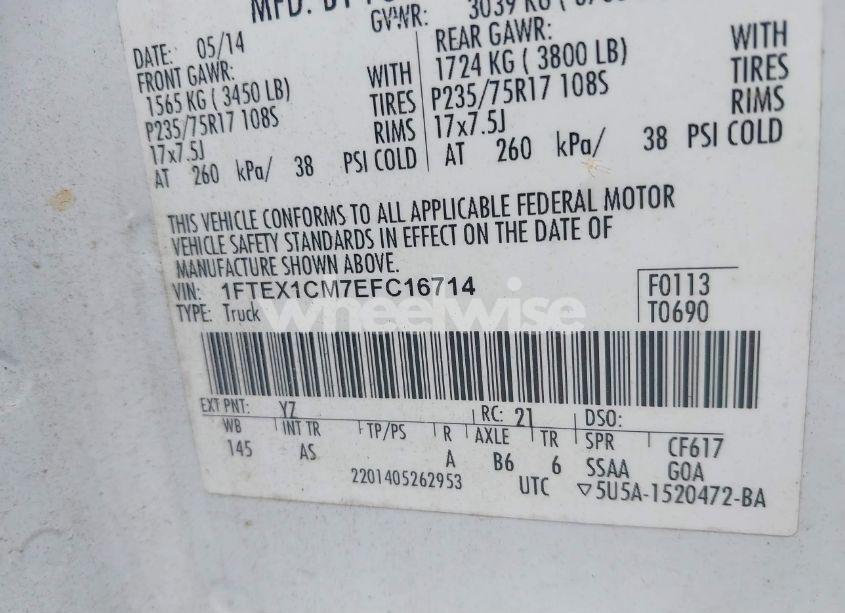 MFD. BY
GVWR: 3039 KG (
DATE: 05/14
FRONT GAWR: WITH
1565 KG ( 3450 LB) TIRES
P235/75R17 108S RIMS
17x7.5J
AT 260 kPa/ 38 PSI COLD
REAR GAWR: WITH
1724 KG ( 3800 LB) TIRES
P235/75R17 108S RIMS
17x7.5J
AT 260 kPa/ 38 PSI COLD
THIS VEHICLE CONFORMS TO ALL APPLICABLE FEDERAL MOTOR
VEHICLE SAFETY STANDARDS IN EFFECT ON THE DATE OF
MANUFACTURE SHOWN ABOVE.
VIN: 1FTEX1CM7EFC16714 F0113
TYPE: Truck T0690
wheelwise
EXT PNT: YZ RC: 21 DSO:
WB INT TR TP/PS R AXLE TR SPR CF617
145 AS A B6 6 SSAA GOA
2201405262953 UTC ▽5U5A-1520472-BA